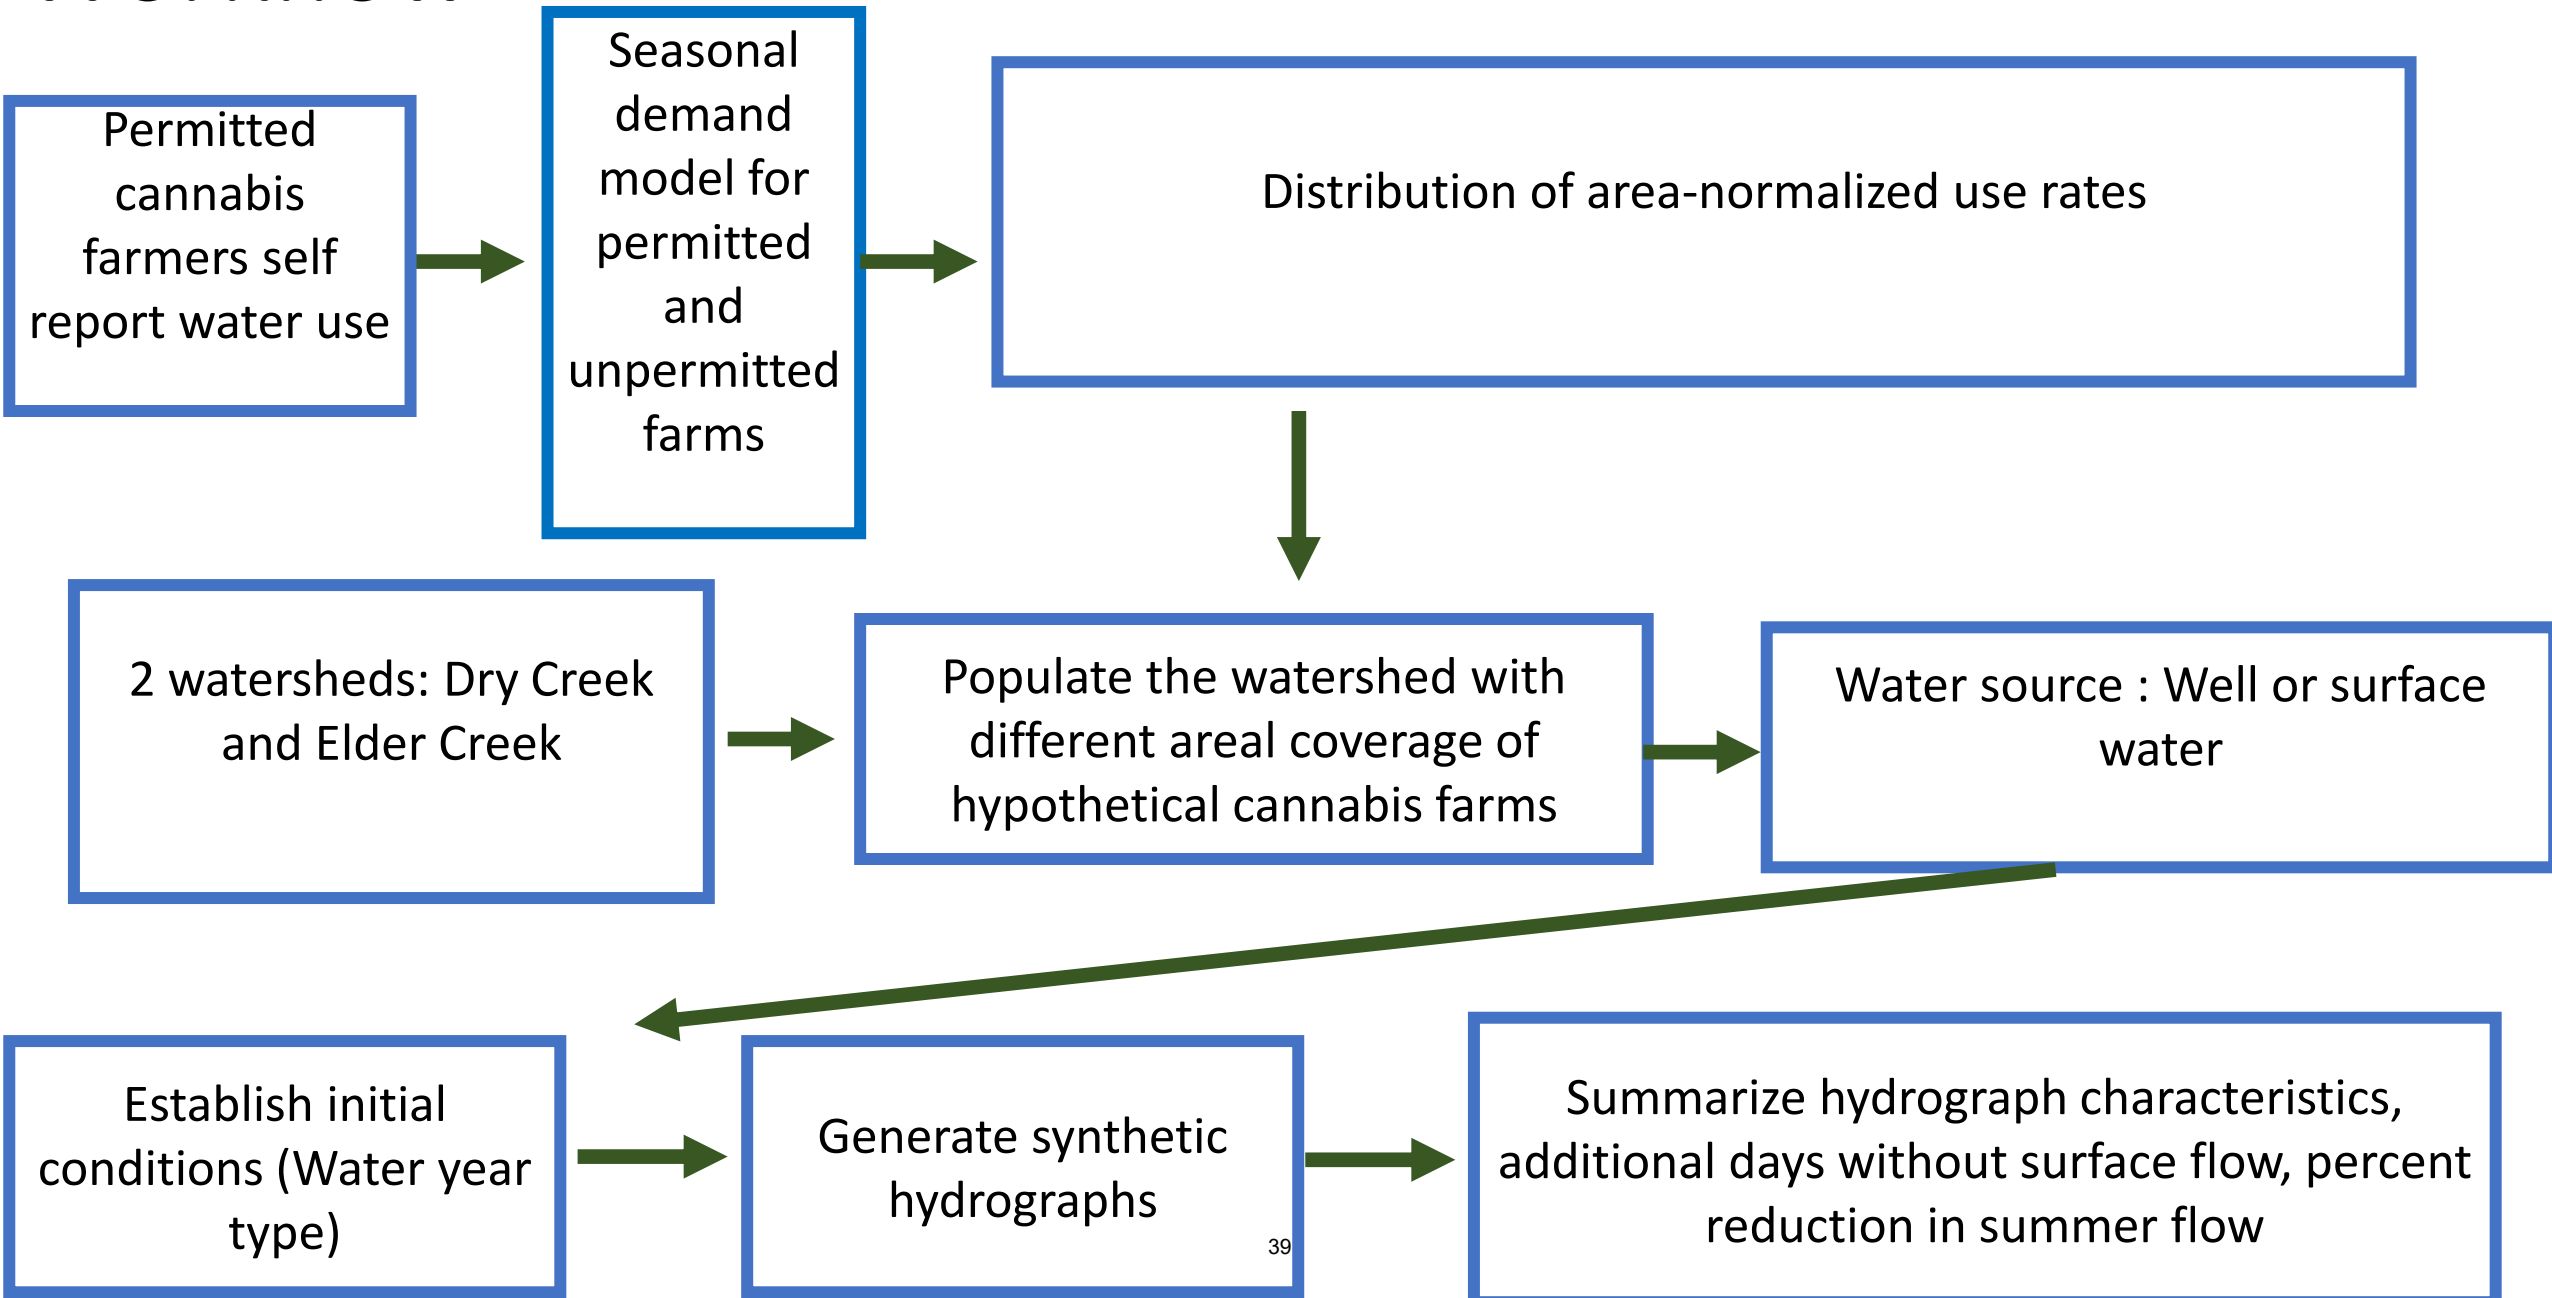 Permitted
cannabis
farmers self
report water use
Seasonal
demand
model for
permitted
and
unpermitted
farms
Distribution of area-normalized use rates
2 watersheds: Dry Creek
and Elder Creek
Populate the watershed with
different areal coverage of
hypothetical cannabis farms
Water source : Well or surface
water
Establish initial
conditions (Water year
type)
Generate synthetic
hydrographs
39
Summarize hydrograph characteristics,
additional days without surface flow, percent
reduction in summer flow